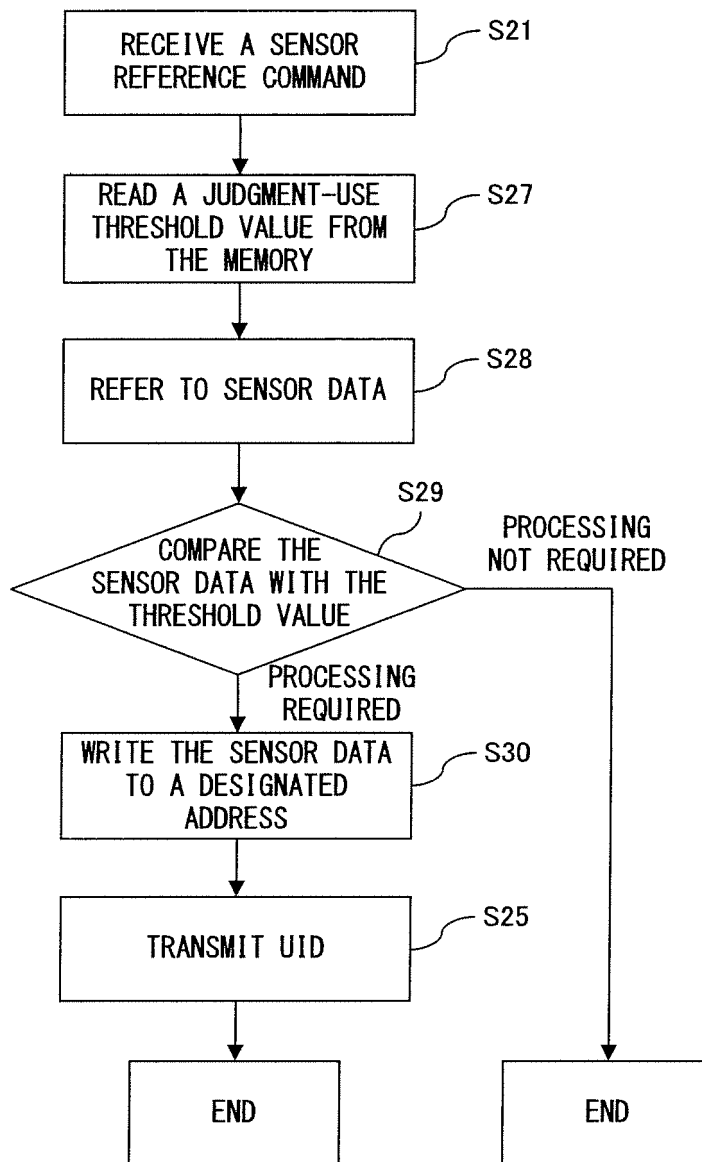 RECEIVE A SENSOR
REFERENCE COMMAND
S21
READ A JUDGMENT-USE
THRESHOLD VALUE FROM
THE MEMORY
S27
REFER TO SENSOR DATA
S28
S29
COMPARE THE
SENSOR DATA WITH THE
THRESHOLD VALUE
PROCESSING
NOT REQUIRED
PROCESSING
REQUIRED
WRITE THE SENSOR DATA
TO A DESIGNATED
ADDRESS
S30
TRANSMIT UID
S25
END
END